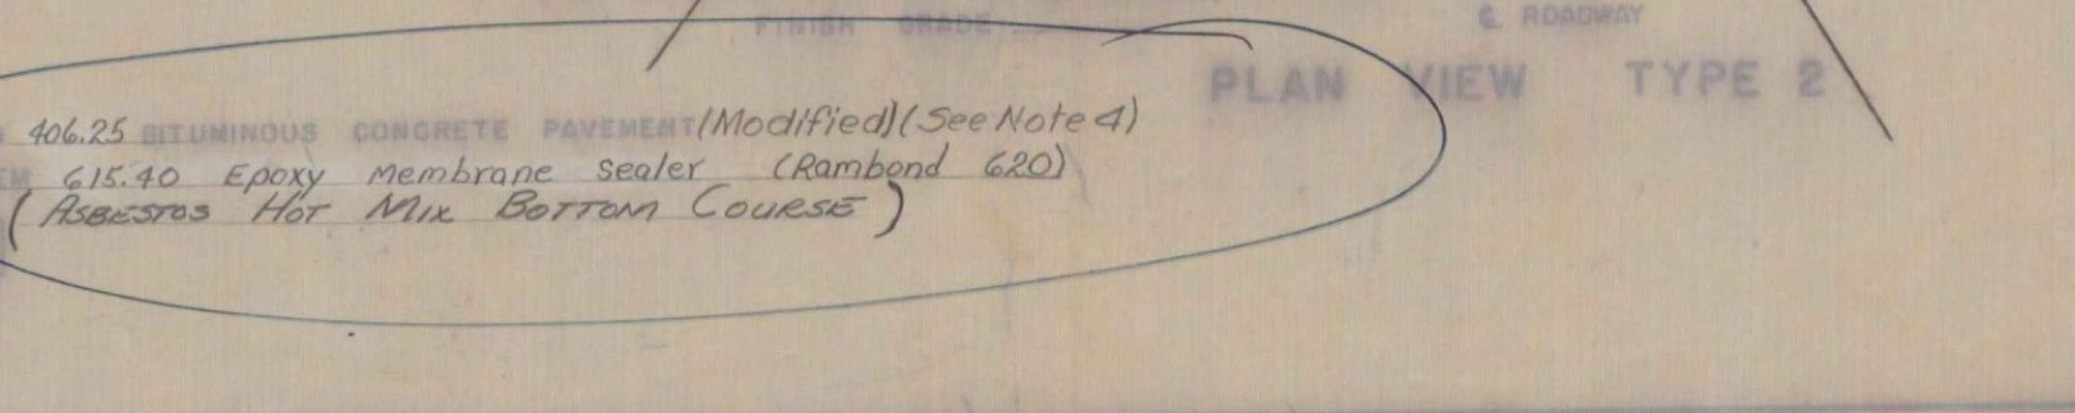 FINISH GRADE
℄ ROADWAY
PLAN VIEW TYPE 2
406.25 BITUMINOUS CONCRETE PAVEMENT (Modified) (See Note 4)
EM 615.40 Epoxy Membrane Sealer (Rambond 620)
(ASBESTOS HOT MIX BOTTOM COURSE)